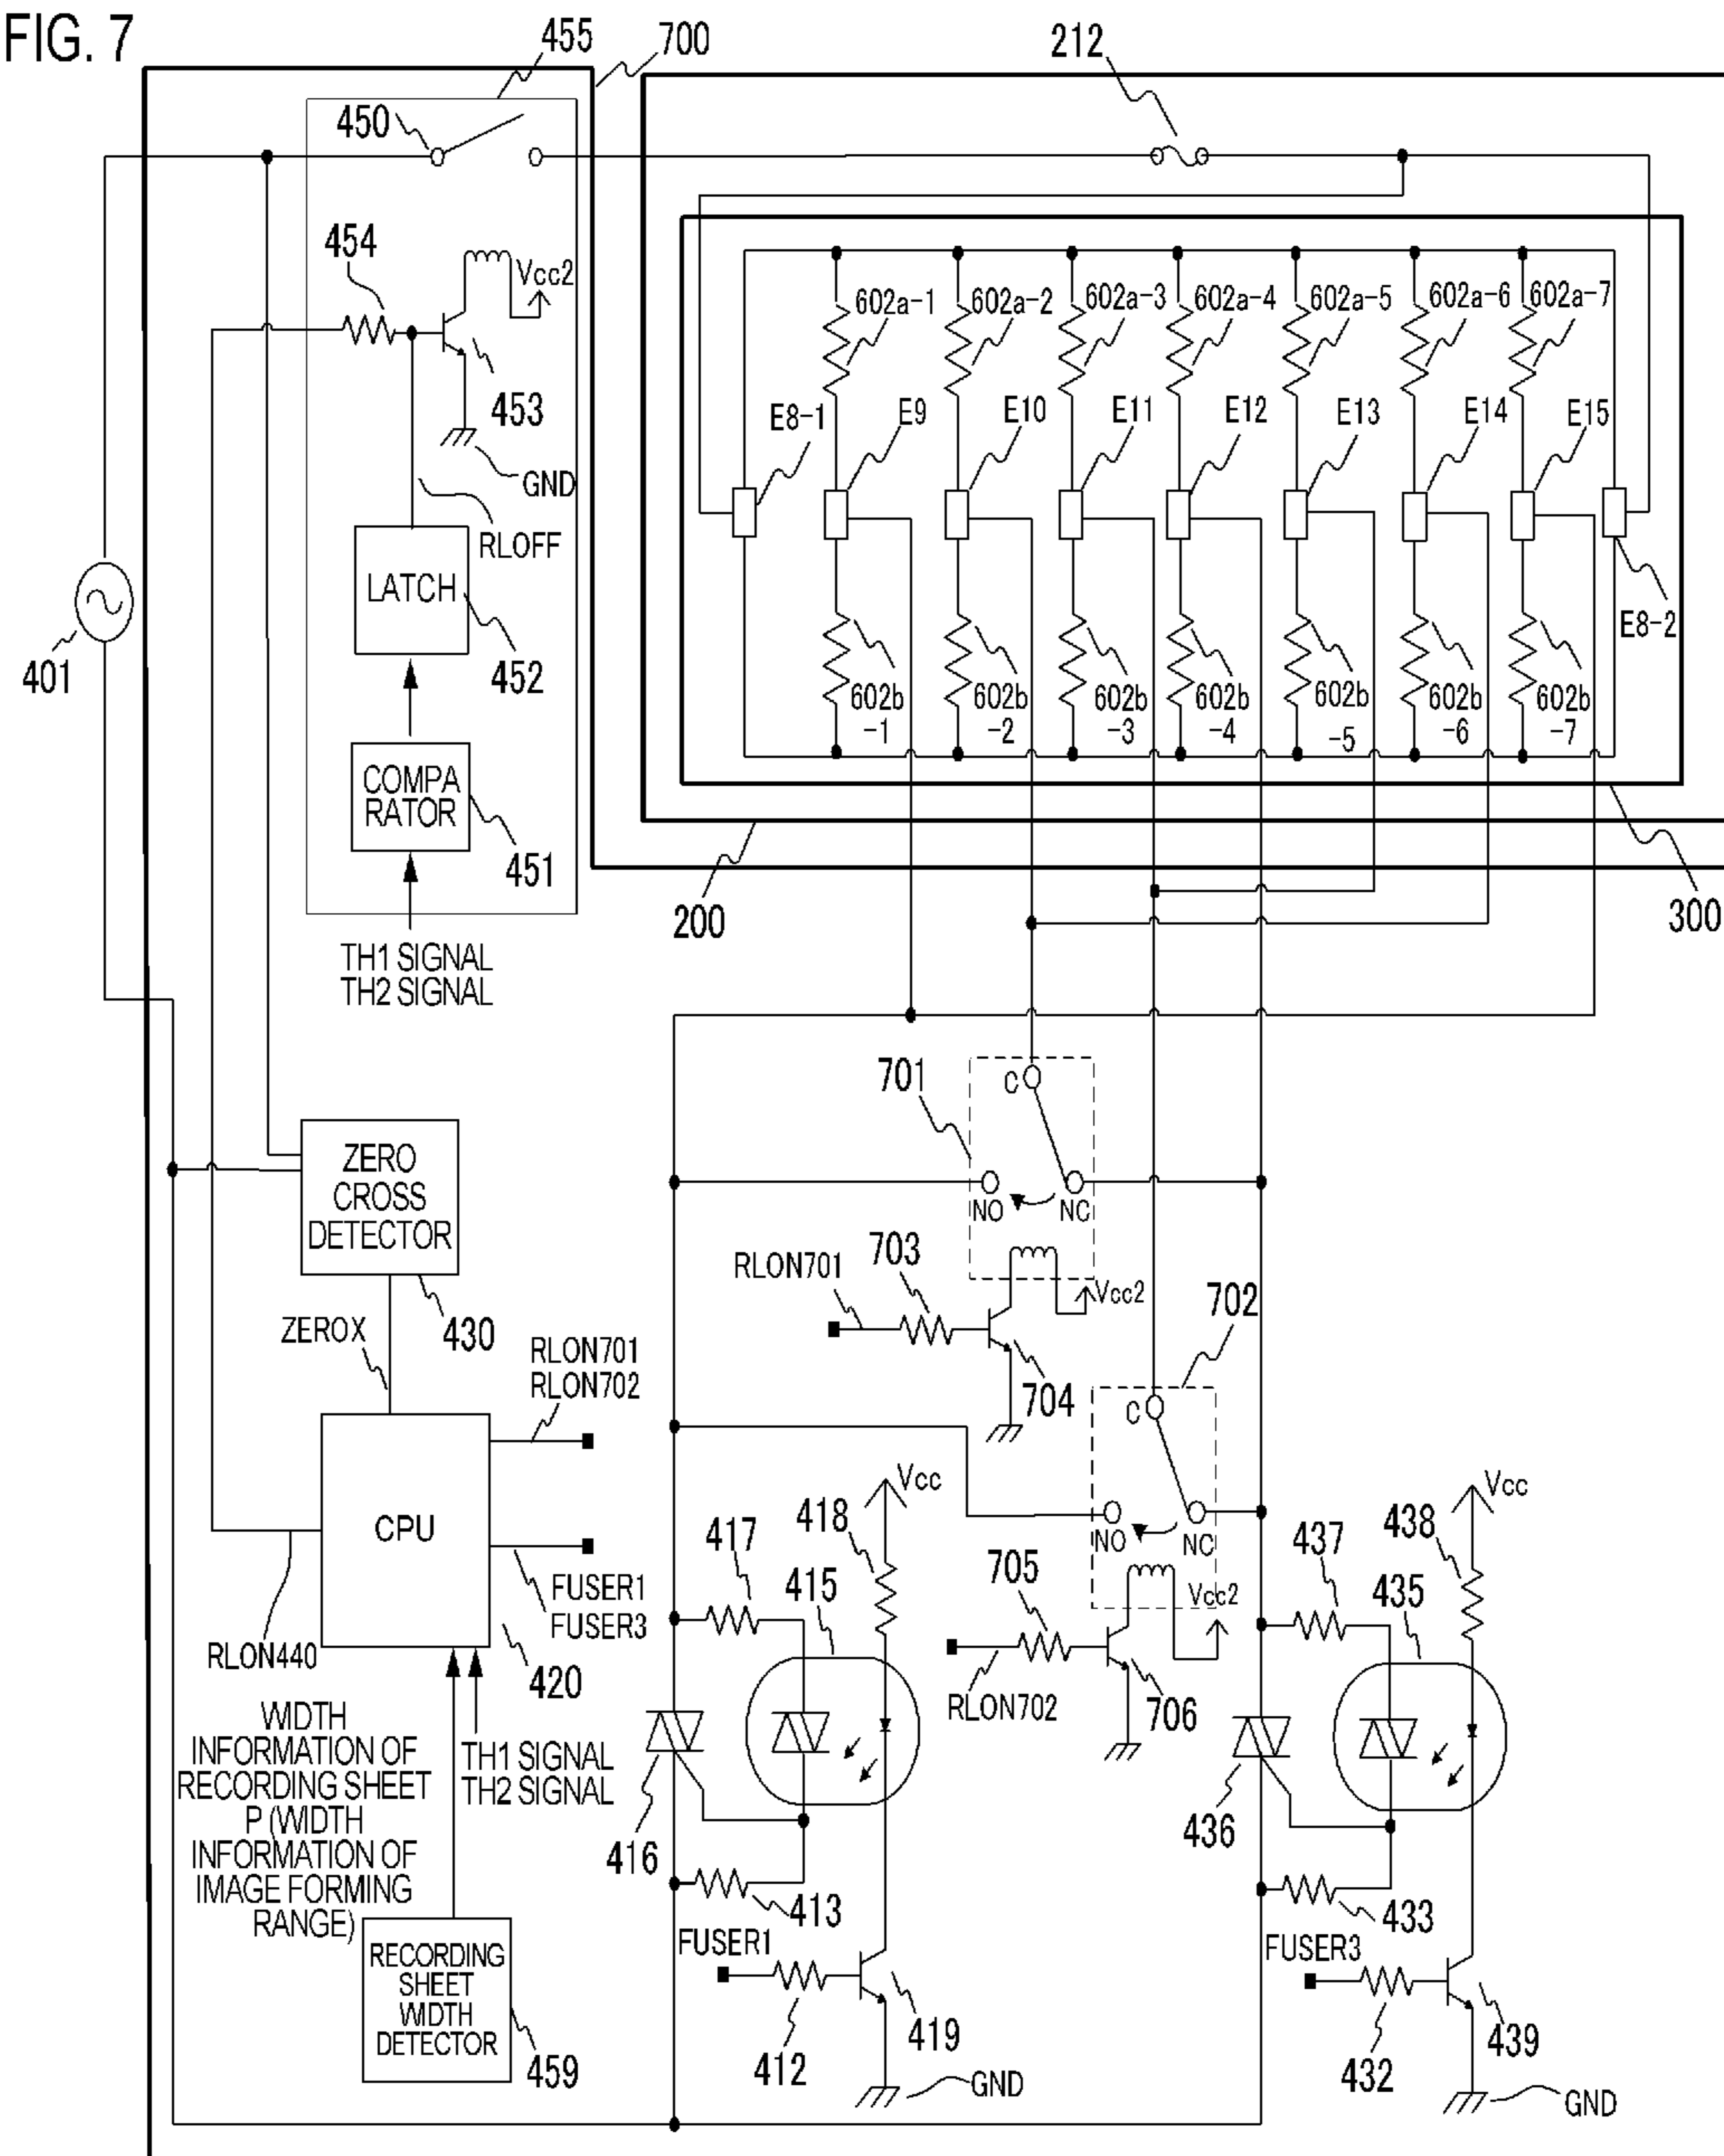 FIG. 7
455
700
212
450
454
Vcc2
453
GND
RLOFF
LATCH
452
COMPA
RATOR
451
TH1 SIGNAL
TH2 SIGNAL
401
602a-1
602a-2
602a-3
602a-4
602a-5
602a-6
602a-7
E8-1
E9
E10
E11
E12
E13
E14
E15
E8-2
602b
-1
602b
-2
602b
-3
602b
-4
602b
-5
602b
-6
602b
-7
200
300
701
C
NO
NC
ZERO
CROSS
DETECTOR
430
ZEROX
RLON701
703
Vcc2
704
702
C
NO
NC
Vcc2
RLON701
RLON702
CPU
FUSER1
FUSER3
RLON440
420
705
RLON702
706
WIDTH
INFORMATION OF
RECORDING SHEET
P (WIDTH
INFORMATION OF
IMAGE FORMING
RANGE)
TH1 SIGNAL
TH2 SIGNAL
RECORDING
SHEET
WIDTH
DETECTOR
459
417
415
418
Vcc
416
413
FUSER1
412
419
GND
437
435
438
Vcc
436
433
FUSER3
432
439
GND